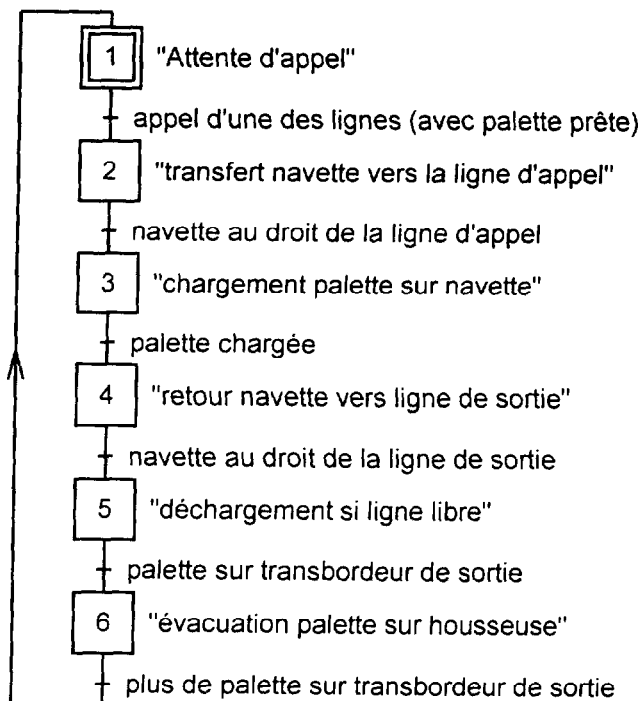 1 "Attente d'appel"
appel d'une des lignes (avec palette prête)
2 "transfert navette vers la ligne d'appel"
navette au droit de la ligne d'appel
3 "chargement palette sur navette"
palette chargée
4 "retour navette vers ligne de sortie"
navette au droit de la ligne de sortie
5 "déchargement si ligne libre"
palette sur transbordeur de sortie
6 "évacuation palette sur housseuse"
plus de palette sur transbordeur de sortie